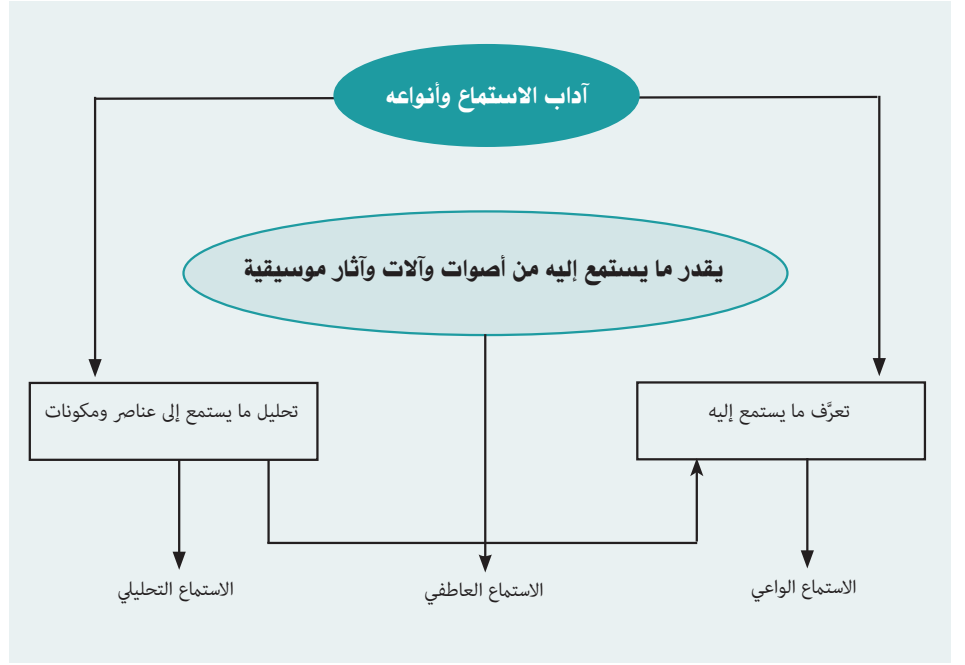 آداب الاستماع وأنواعه
يقدر ما يستمع إليه من أصوات وآلات وآثار موسيقية
تعرَّف ما يستمع إليه
تحليل ما يستمع إلى عناصر ومكونات
الاستماع الواعي
الاستماع العاطفي
الاستماع التحليلي